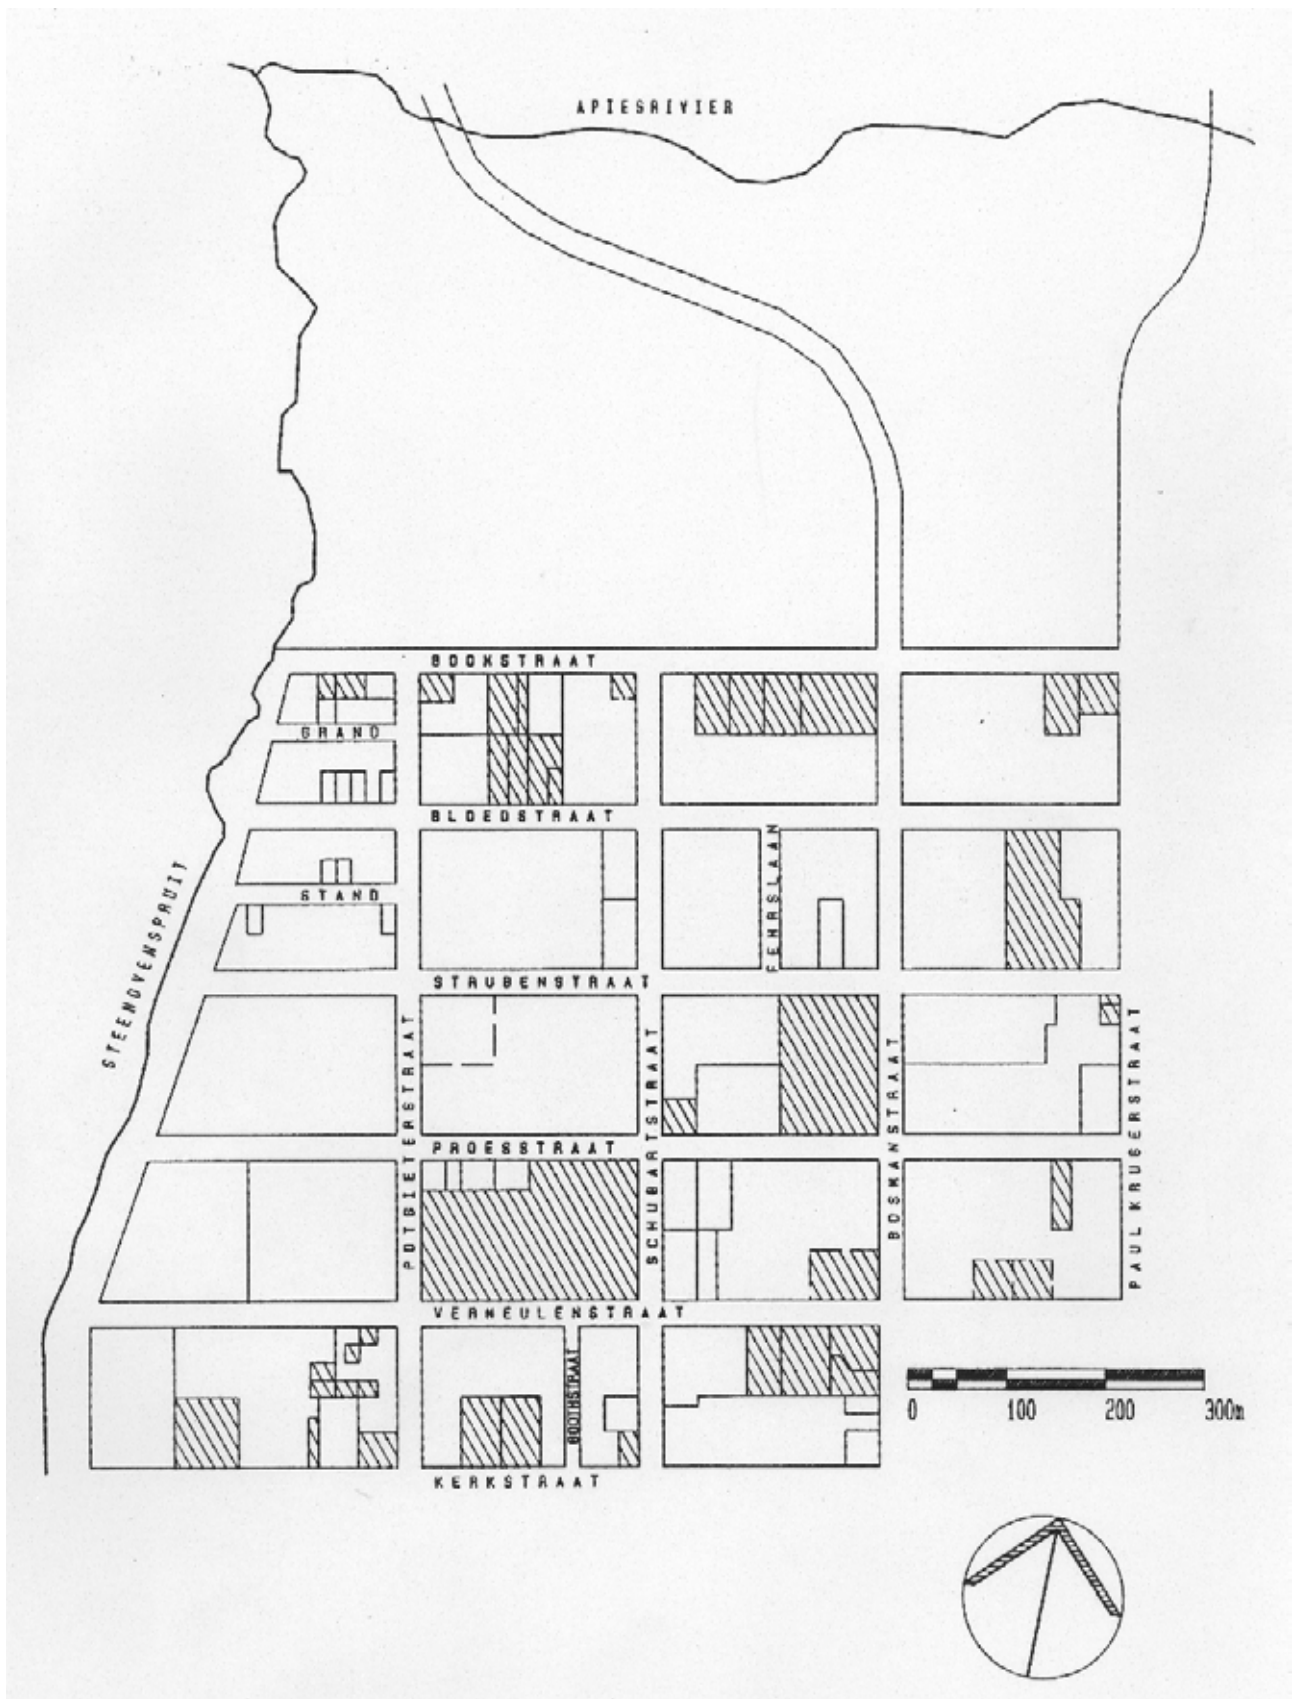 APIESRIVIER
BOOMSTRAAT
GRAND
BLOEDSTRAAT
FEHRSLAAN
STAND
STEENOVENSPRUIT
STRUBENSTRAAT
POTGIETERSTRAAT
SCHUBARTSTRAAT
BOSMANSTRAAT
PAUL KRUGERSTRAAT
PROESSTRAAT
VERMEULENSTRAAT
BOOTHSTRAAT
0 100 200 300m
KERKSTRAAT